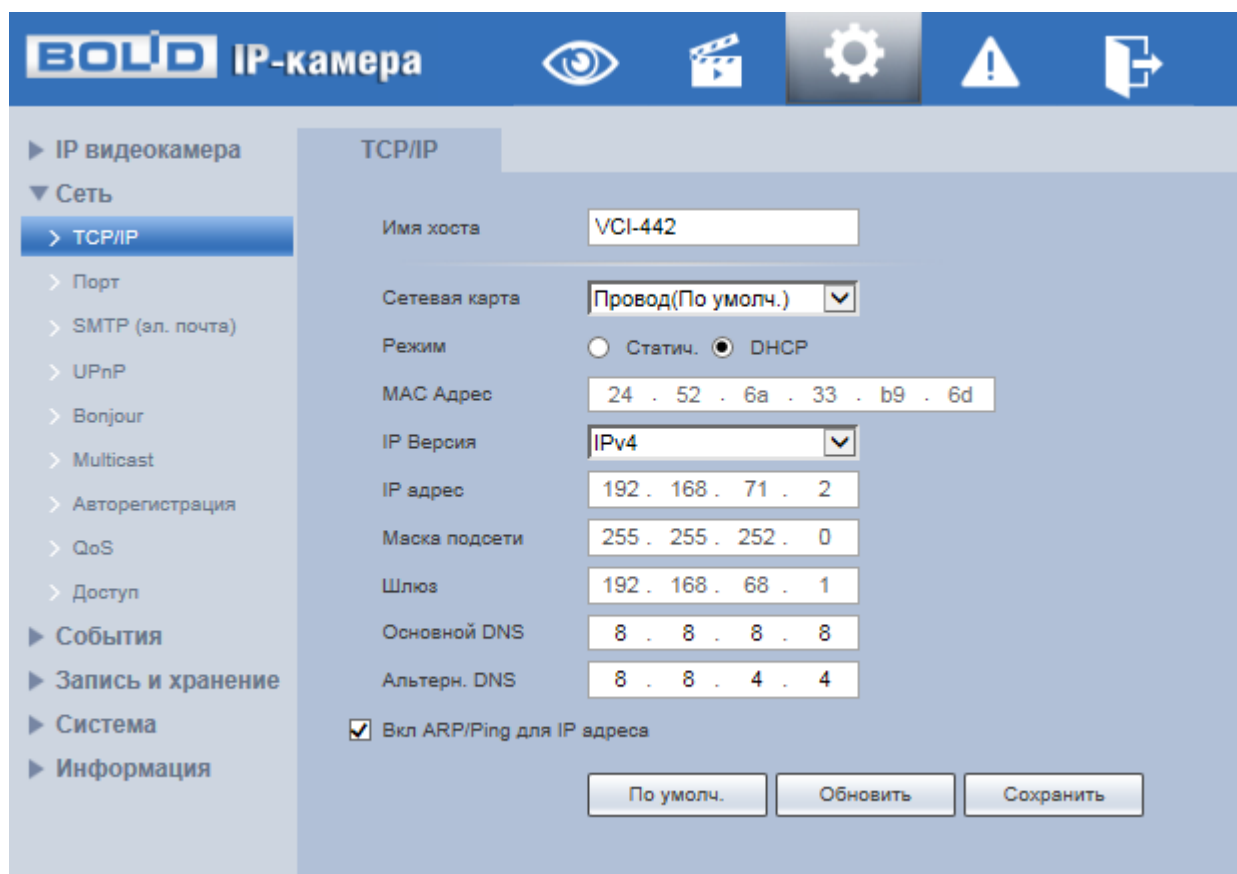 BOLID IP-камера
IP видеокамера
Сеть
TCP/IP
Порт
SMTP (эл. почта)
UPnP
Bonjour
Multicast
Авторегистрация
QoS
Доступ
События
Запись и хранение
Система
Информация
TCP/IP
Имя хоста VCI-442
Сетевая карта Провод(По умолч.)
Режим Статич. DHCP
MAC Адрес 24 . 52 . 6a . 33 . b9 . 6d
IP Версия IPv4
IP адрес 192 . 168 . 71 . 2
Маска подсети 255 . 255 . 252 . 0
Шлюз 192 . 168 . 68 . 1
Основной DNS 8 . 8 . 8 . 8
Альтерн. DNS 8 . 8 . 4 . 4
Вкл ARP/Ping для IP адреса
По умолч. Обновить Сохранить